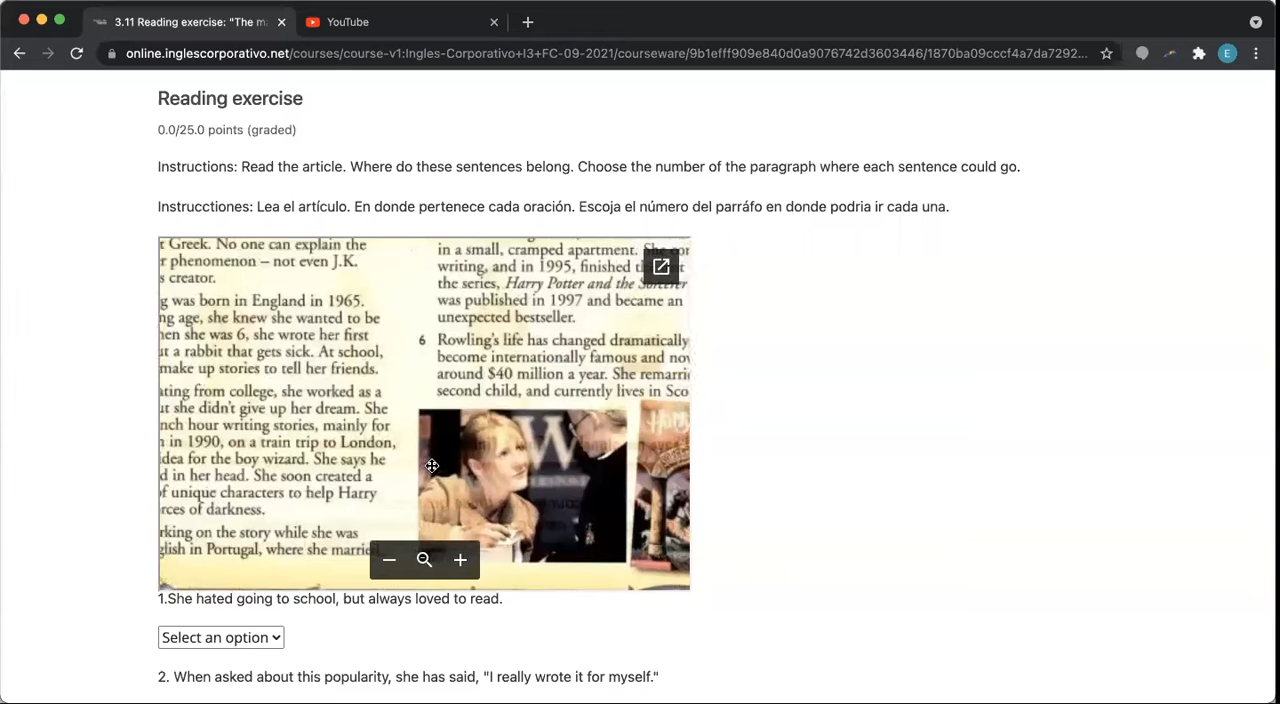 3.11 Reading exercise: "The m
YouTube
online.inglescorporativo.net/courses/course-v1:Ingles-Corporativo+I3+FC-09-2021/courseware/9b1efff909e840d0a9076742d3603446/1870ba09cccf4a7da7292...
E
Reading exercise
0.0/25.0 points (graded)
Instructions: Read the article. Where do these sentences belong. Choose the number of the paragraph where each sentence could go.
Instrucctiones: Lea el artículo. En donde pertenece cada oración. Escoja el número del parráfo en donde podria ir cada una.
Greek. No one can explain the
phenomenon – not even J.K.
s creator.
g was born in England in 1965.
ng age, she knew she wanted to be
hen she was 6, she wrote her first
ut a rabbit that gets sick. At school,
make up stories to tell her friends.
ating from college, she worked as a
ut she didn't give up her dream. She
nch hour writing stories, mainly for
in 1990, on a train trip to London,
dea for the boy wizard. She says he
d in her head. She soon created a
of unique characters to help Harry
rces of darkness.
rking on the story while she was
glish in Portugal, where she married
in a small, cramped apartment. She con
writing, and in 1995, finished
the series, Harry Potter and the Sorcerer
was published in 1997 and became an
unexpected bestseller.
6 Rowling's life has changed dramatically
become internationally famous and now
around $40 million a year. She remarri
second child, and currently lives in Sco
W
1.She hated going to school, but always loved to read.
Select an option
2. When asked about this popularity, she has said, "I really wrote it for myself."